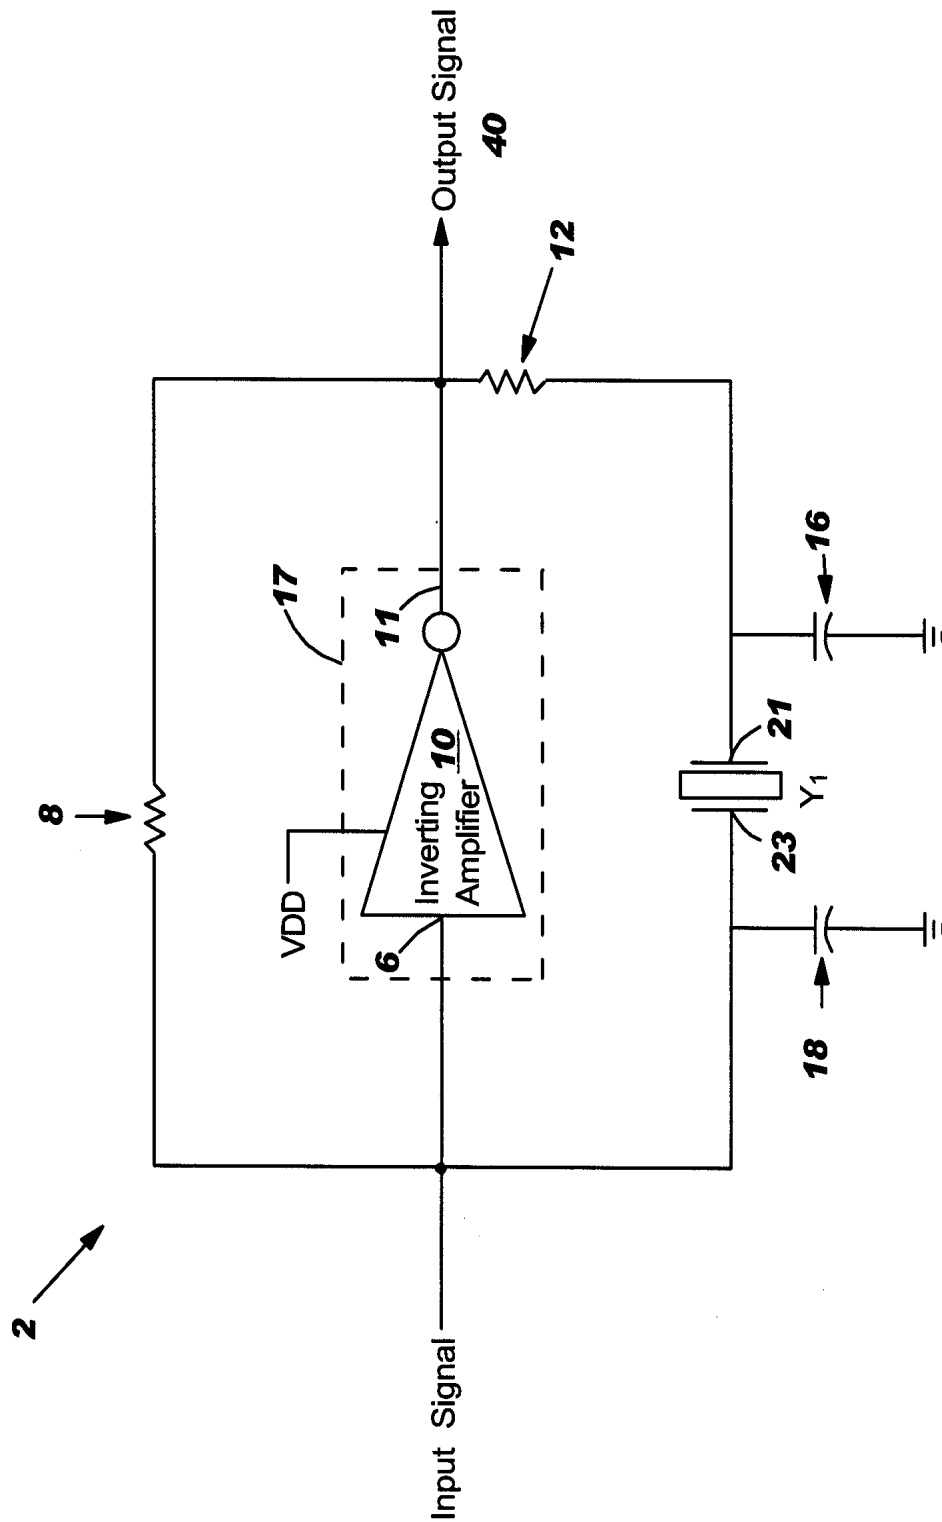 2
8
VDD
17
6
Inverting 10
Amplifier
11
Input Signal
Output Signal
40
12
18
23
Y1
21
16